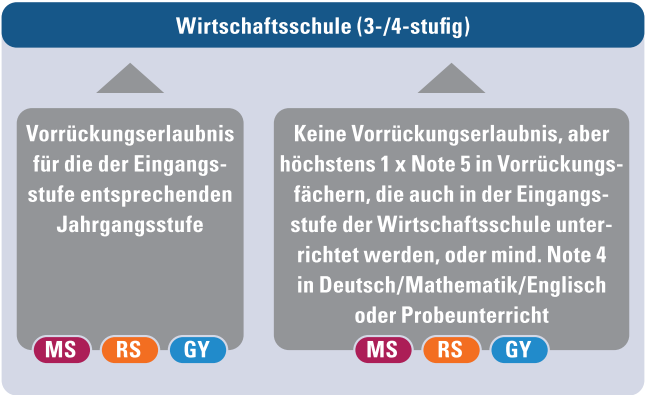 Wirtschaftsschule (3-/4-stufig)
Vorrückungserlaubnis
für die der Eingangs-
stufe entsprechenden
Jahrgangsstufe
MS RS GY
Keine Vorrückungserlaubnis, aber
höchstens 1 x Note 5 in Vorrückungs-
fächern, die auch in der Eingangs-
stufe der Wirtschaftsschule unter-
richtet werden, oder mind. Note 4
in Deutsch/Mathematik/Englisch
oder Probeunterricht
MS RS GY